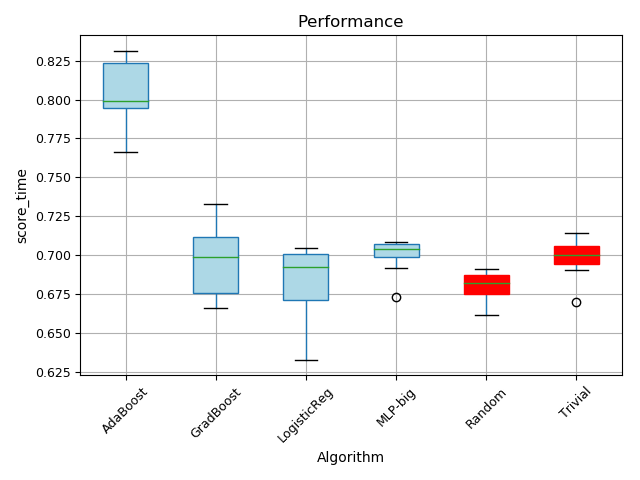 Performance
score_time
0.825
0.800
0.775
0.750
0.725
0.700
0.675
0.650
0.625
AdaBoost
GradBoost
LogisticReg
MLP-big
Random
Trivial
Algorithm